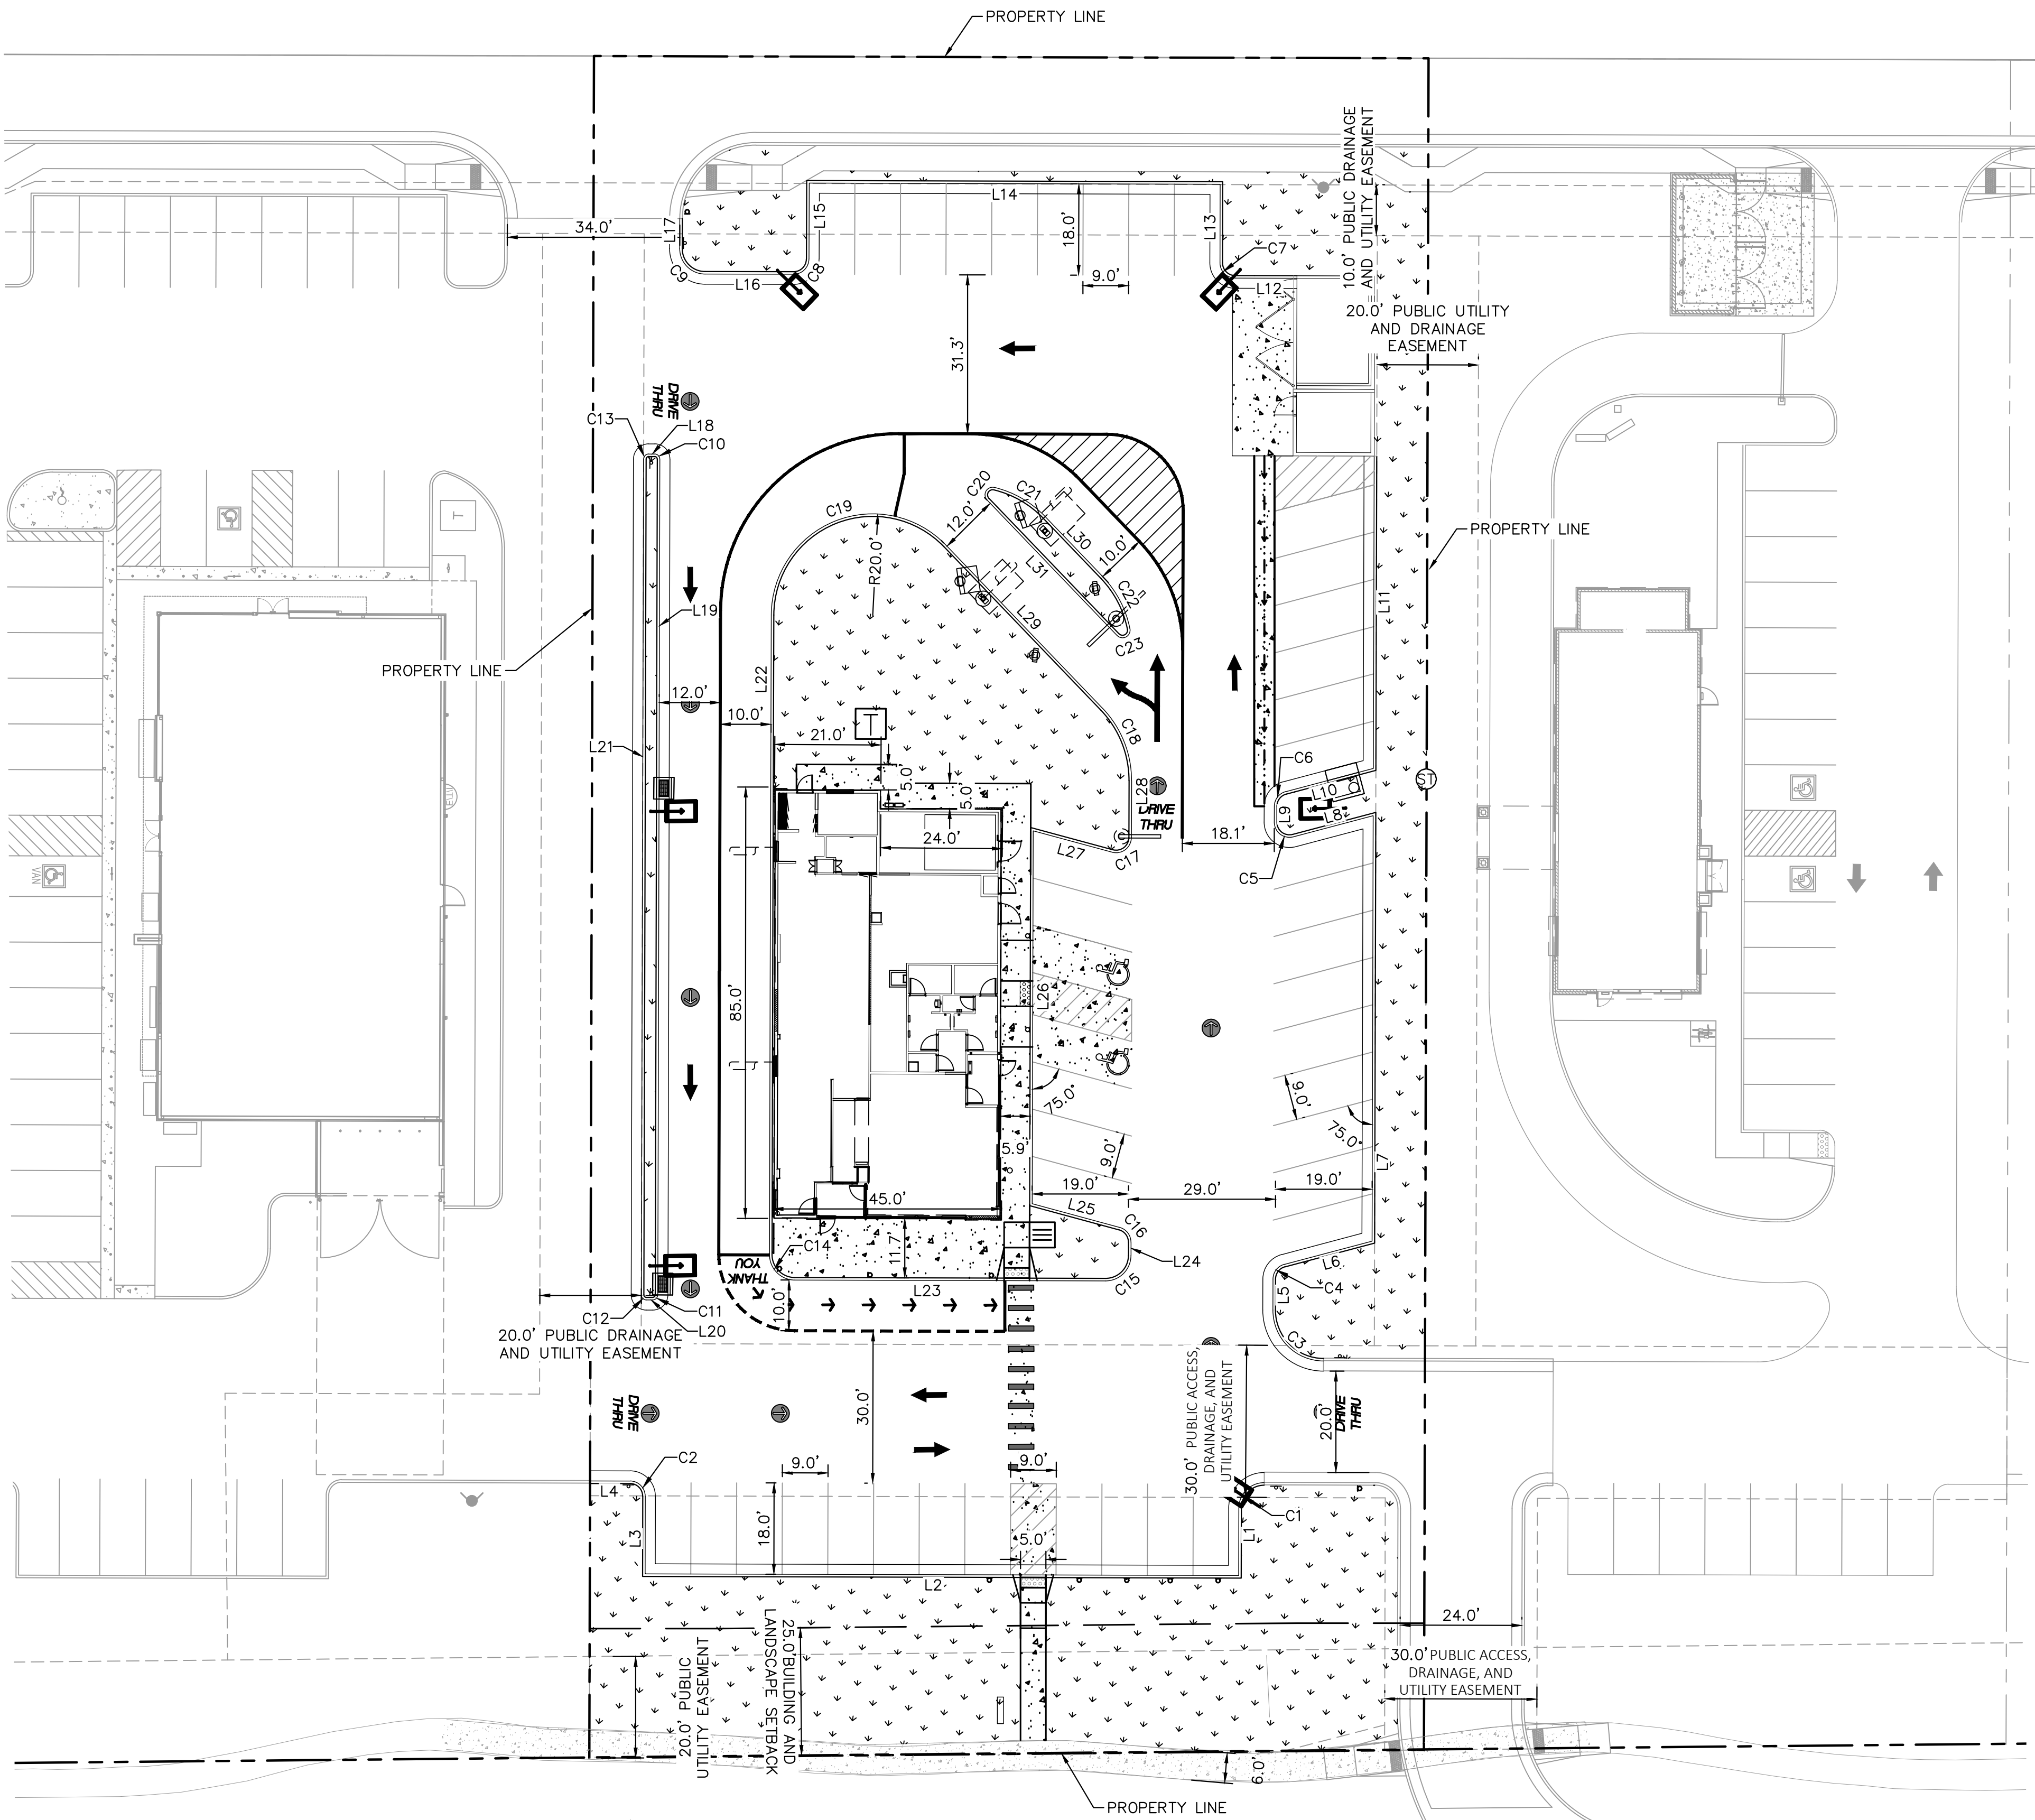 PROPERTY LINE
10.0' PUBLIC DRAINAGE
AND UTILITY EASEMENT
L14
L15
L13
L17
34.0'
18.0'
C7
C9
C8
L16
9.0'
L12
20.0' PUBLIC UTILITY
AND DRAINAGE
EASEMENT
31.3'
DRIVE
THRU
C13
L18
C10
C20
C21
C19
12.0'
L30
R20.0'
10.0'
L31
PROPERTY LINE
T
L19
L29
C22
L11
C23
PROPERTY LINE
L22
12.0'
10.0'
C18
T
21.0'
L21
5.0'
5.0'
L28
C6
ST
L10
DRIVE
THRU
L9
L8
24.0'
18.1'
L27
C17
C5
VAN
85.0'
L26
75.0°
9.0'
75.0°
5.9'
9.0'
L7
45.0'
19.0'
29.0'
19.0'
L25
C16
11.7'
C14
L24
L6
THANK
YOU
C4
L23
C15
L5
10.0'
C12
C11
L20
C3
20.0' PUBLIC DRAINAGE
AND UTILITY EASEMENT
30.0' PUBLIC ACCESS,
DRAINAGE, AND
UTILITY EASEMENT
DRIVE
THRU
30.0'
20.0'
DRIVE
THRU
C2
9.0'
9.0'
L4
C1
L3
18.0'
5.0'
L1
L2
24.0'
20.0' PUBLIC
UTILITY EASEMENT
25.0' BUILDING AND
LANDSCAPE SETBACK
30.0' PUBLIC ACCESS,
DRAINAGE, AND
UTILITY EASEMENT
6.0'
PROPERTY LINE